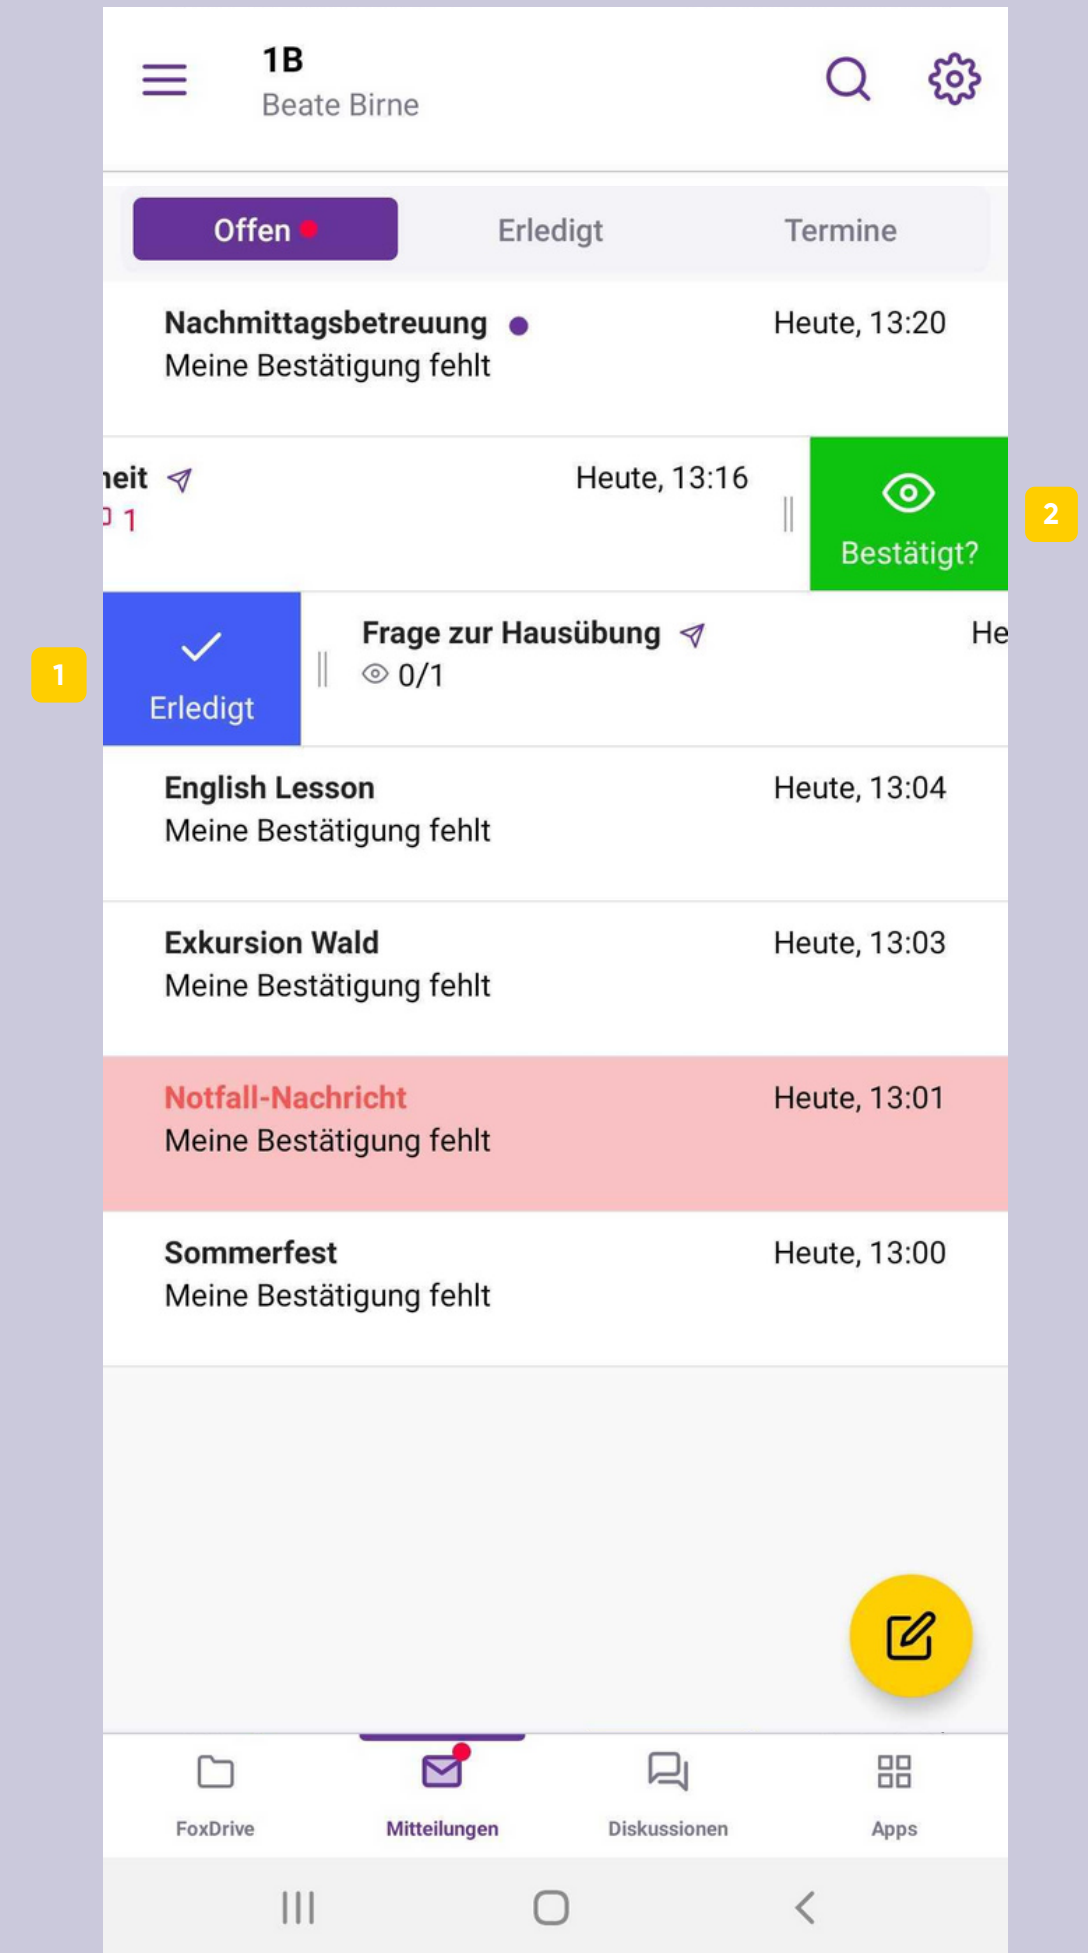 1B
Beate Birne
Offen
Erledigt
Termine
Nachmittagsbetreuung
Heute, 13:20
Meine Bestätigung fehlt
heit
Heute, 13:16
1
Bestätigt?
2
1
Erledigt
Frage zur Hausübung
He
0/1
English Lesson
Heute, 13:04
Meine Bestätigung fehlt
Exkursion Wald
Heute, 13:03
Meine Bestätigung fehlt
Notfall-Nachricht
Heute, 13:01
Meine Bestätigung fehlt
Sommerfest
Heute, 13:00
Meine Bestätigung fehlt
FoxDrive
Mitteilungen
Diskussionen
Apps